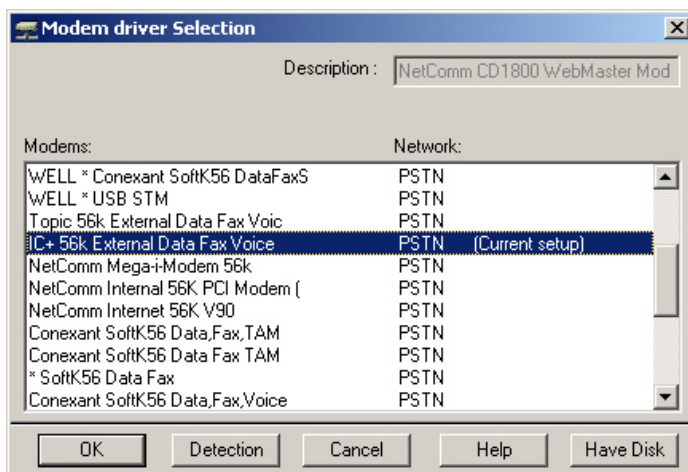 Modem driver Selection
Description : NetComm CD1800 WebMaster Mod
Modems: Network:
WELL * Conexant SoftK56 DataFaxS PSTN
WELL * USB STM PSTN
Topic 56k External Data Fax Voic PSTN
IC+ 56k External Data Fax Voice PSTN (Current setup)
NetComm Mega-i-Modem 56k PSTN
NetComm Internal 56K PCI Modem ( PSTN
NetComm Internet 56K V90 PSTN
Conexant SoftK56 Data,Fax,TAM PSTN
Conexant SoftK56 Data Fax TAM PSTN
* SoftK56 Data Fax PSTN
Conexant SoftK56 Data,Fax,Voice PSTN
OK Detection Cancel Help Have Disk